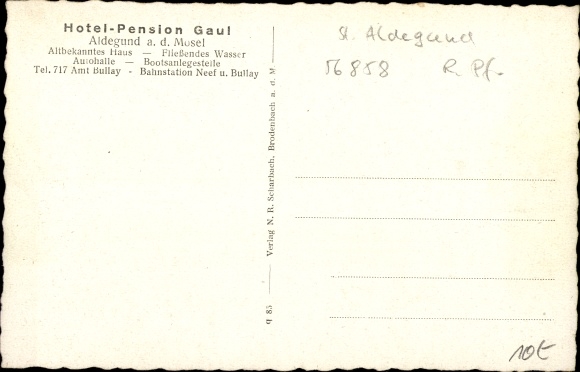 Hotel-Pension Gaul
Aldegund a. d. Mosel
Altbekanntes Haus — Fließendes Wasser
Autohalle — Bootsanlegestelle
Tel. 717 Amt Bullay - Bahnstation Neef u. Bullay
q 85 Verlag N. R. Scharbach, Brodenbach a. d. M
St. Aldegund
56858 R. Pf.
10€